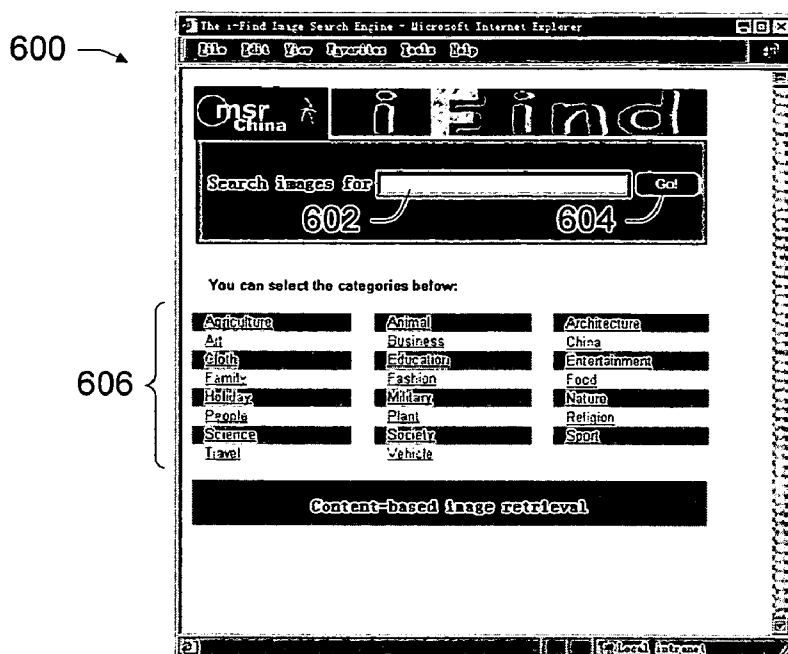 The i-Find Image Search Engine - Microsoft Internet Explorer
File Edit View Favorites Tools Help
600
msr China
i Find
Search images for
Go!
602
604
You can select the categories below:
Agriculture Animal Architecture
Art Business China
Cloth Education Entertainment
Family Fashion Food
Holiday Military Nature
People Plant Religion
Science Society Sport
Travel Vehicle
606
Content-based image retrieval
Local intranet